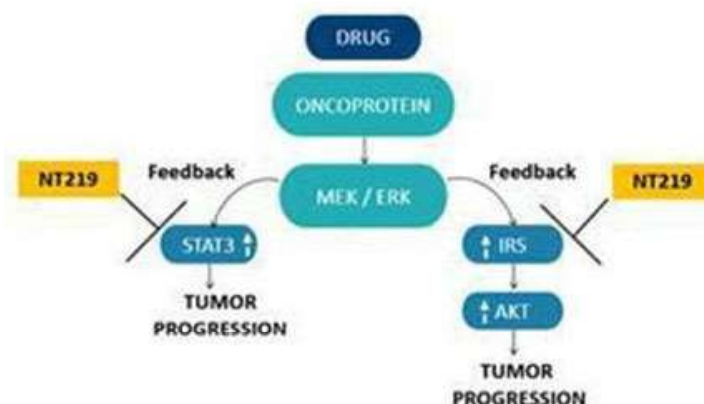 DRUG
ONCOPROTEIN
NT219
Feedback
MEK / ERK
Feedback
NT219
STAT3
IRS
TUMOR
PROGRESSION
AKT
TUMOR
PROGRESSION